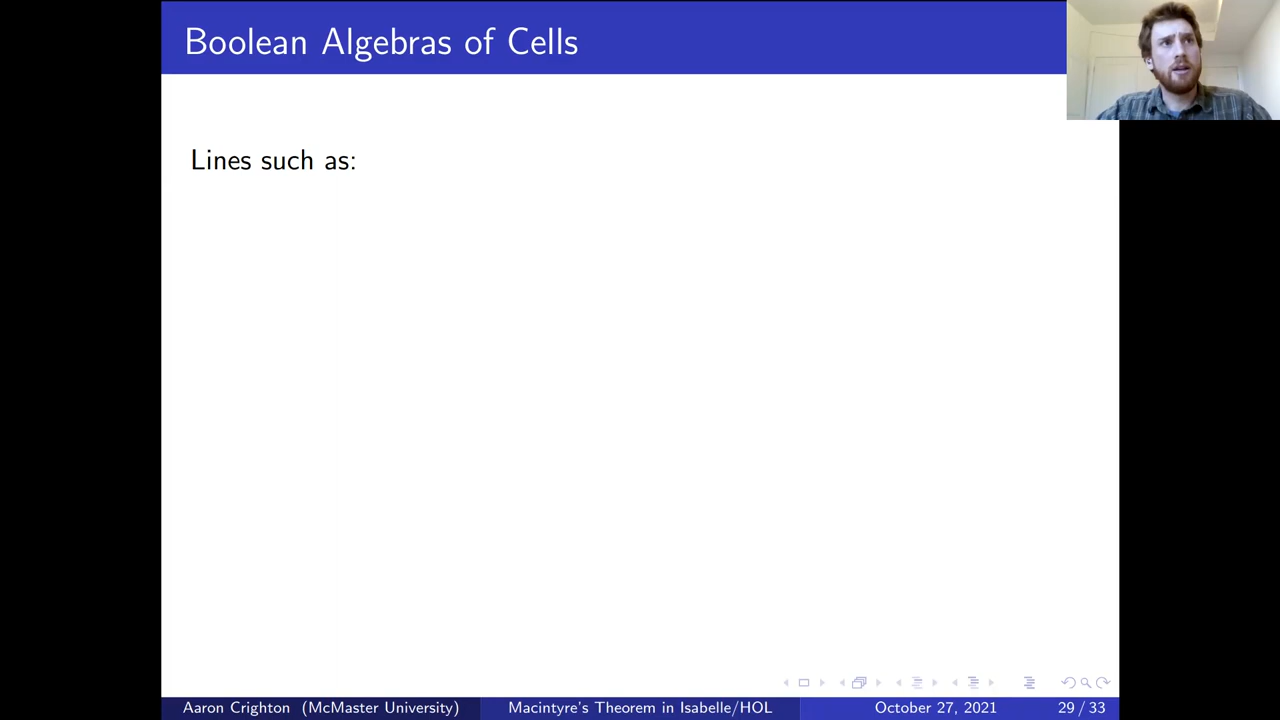 Boolean Algebras of Cells
Lines such as:
Aaron Crighton (McMaster University)
Macintyre's Theorem in Isabelle/HOL
October 27, 2021
29 / 33